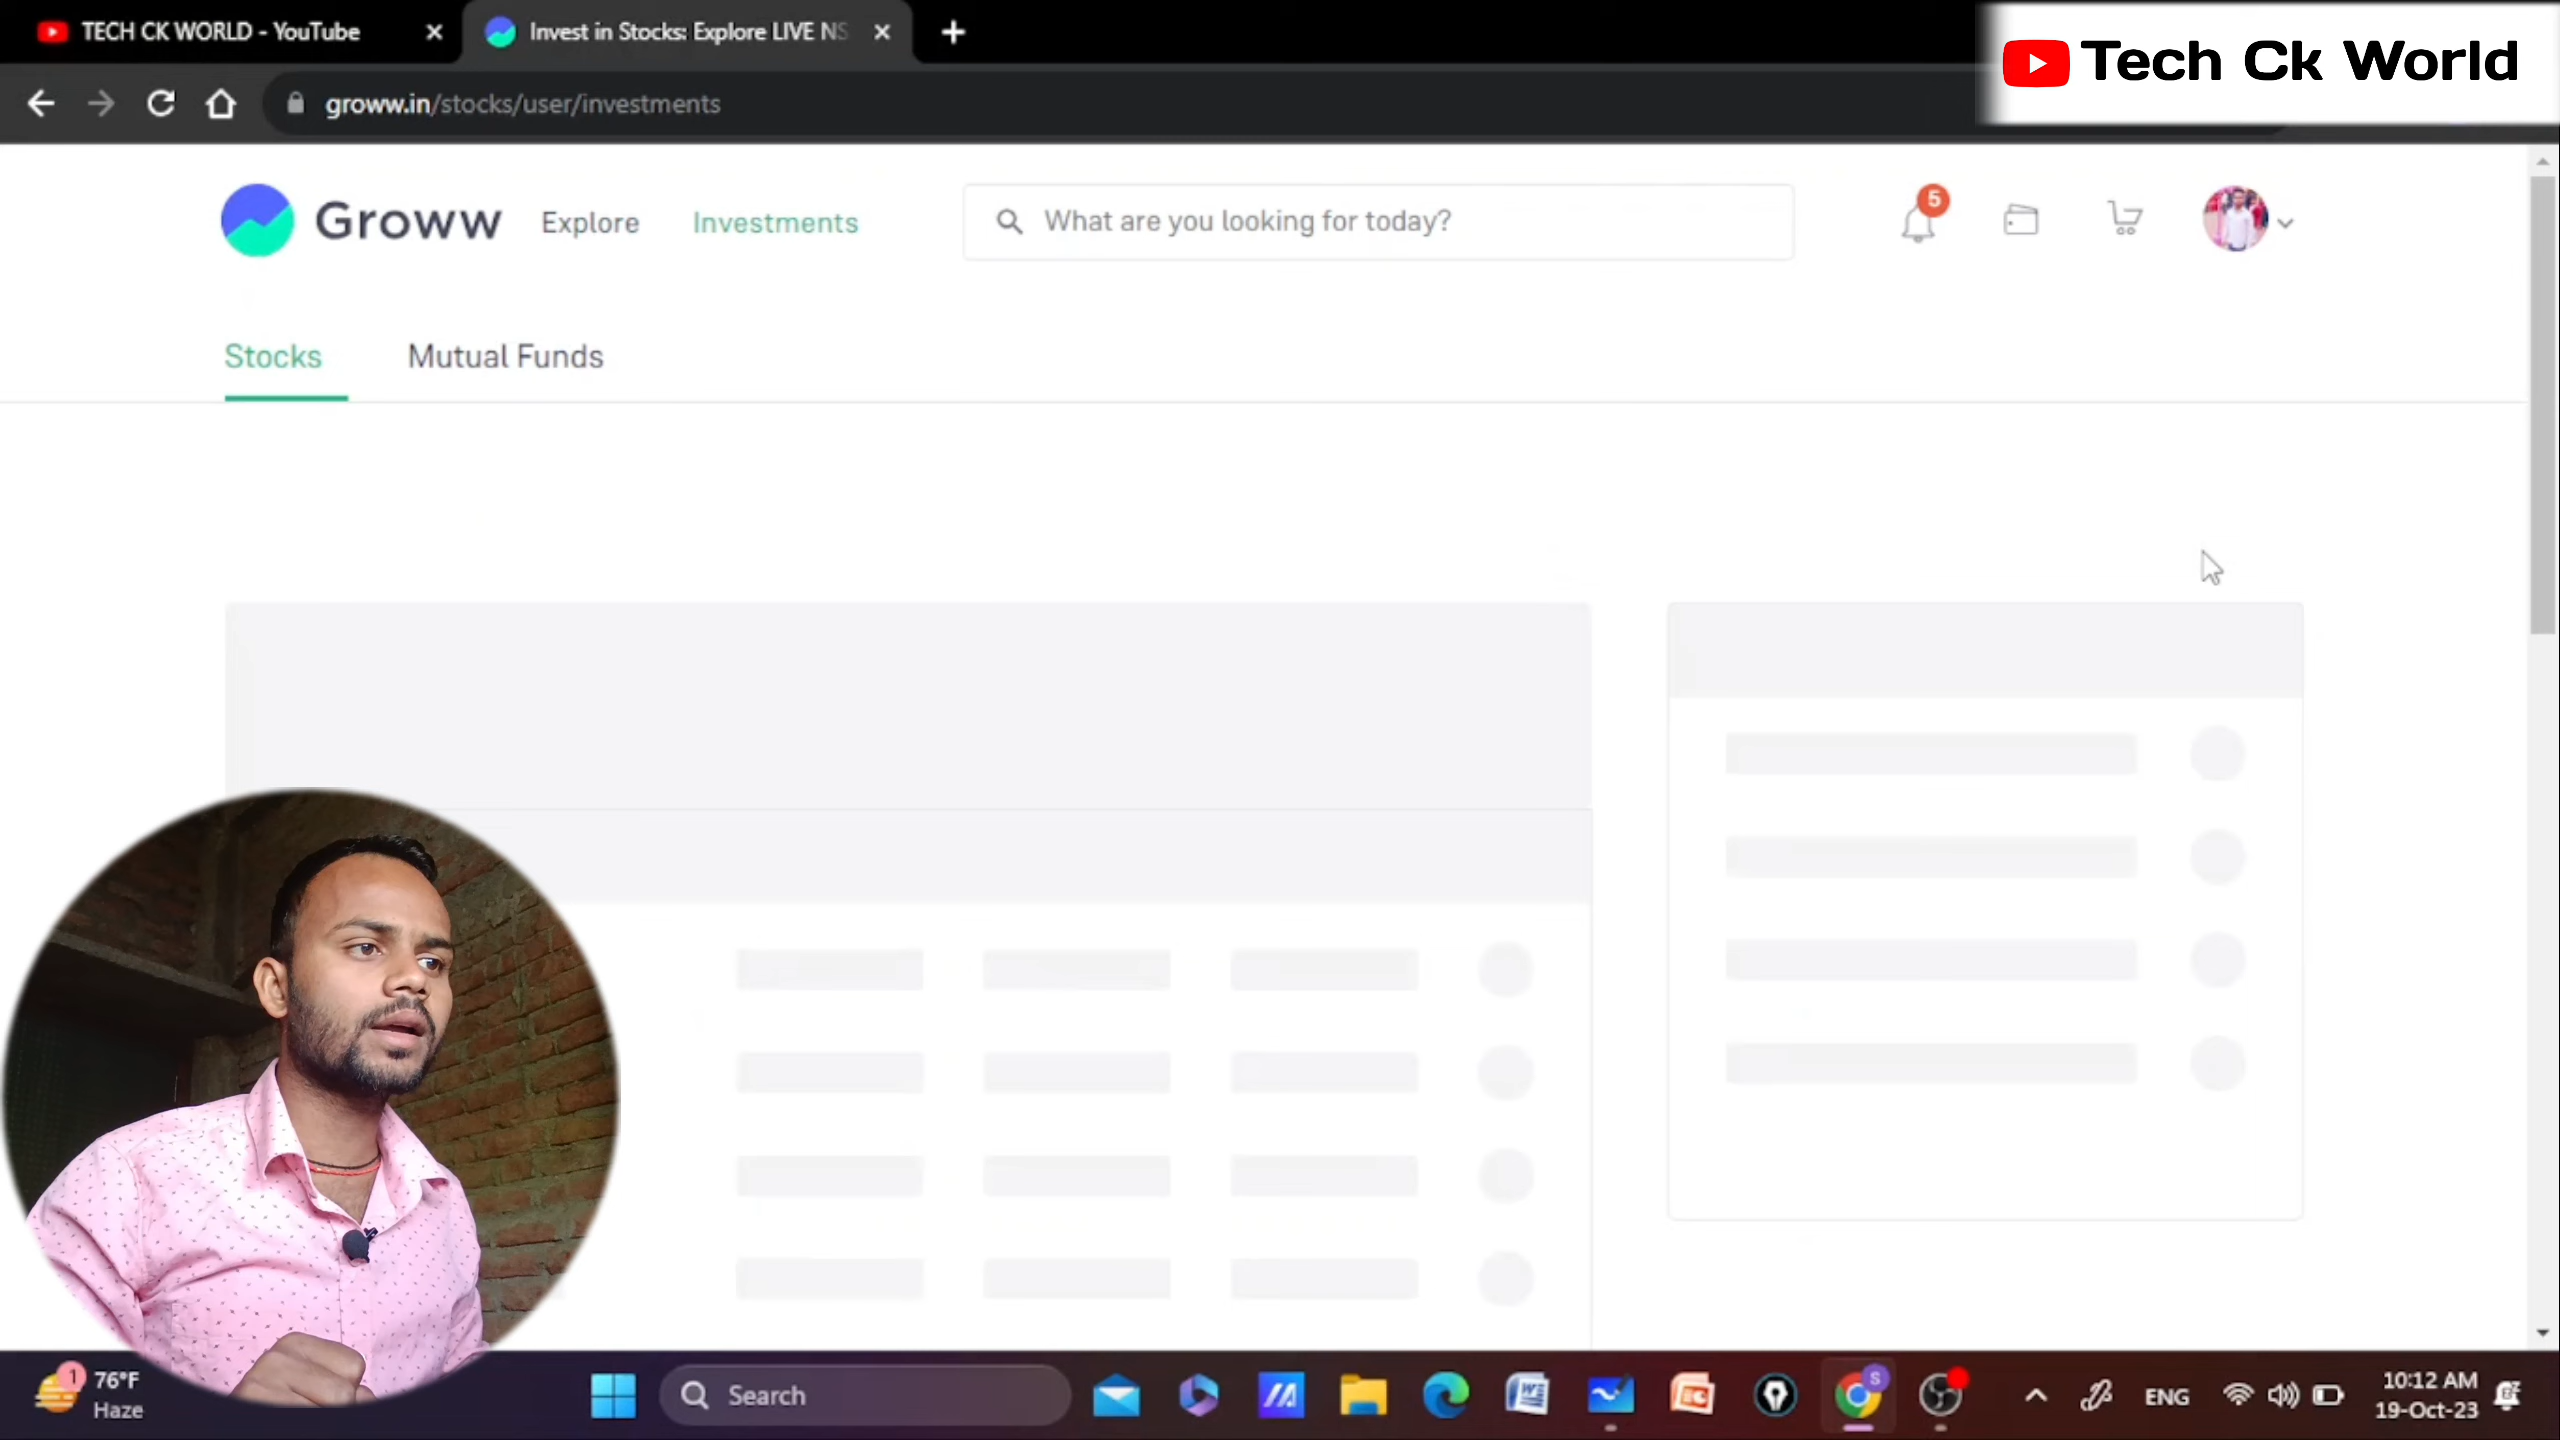 TECH CK WORLD - YouTube
Invest in Stocks: Explore LIVE NS
Tech Ck World
groww.in/stocks/user/investments
Groww
Explore
Investments
What are you looking for today?
5
Stocks
Mutual Funds
1
76°F
Haze
Search
S
ENG
10:12 AM
19-Oct-23